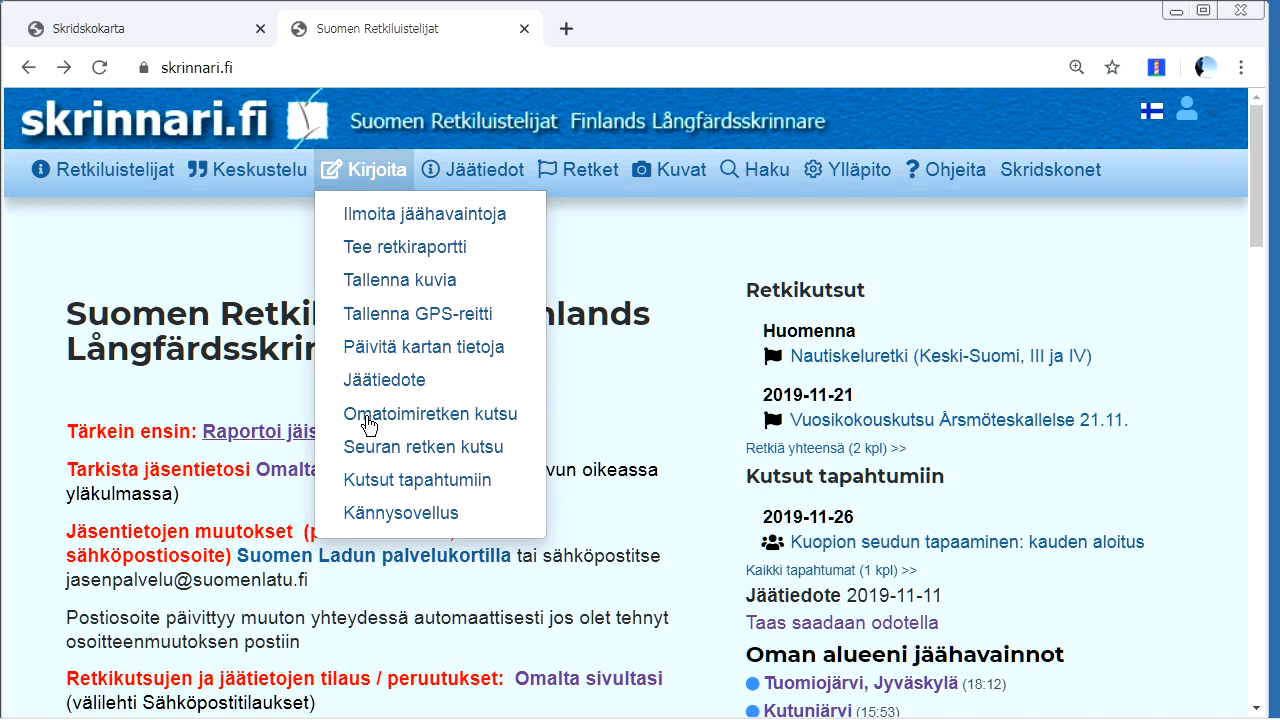 Skridskokarta
Suomen Retkiluistelijat
skrinnari.fi
skrinnari.fi Suomen Retkiluistelijat Finlands Långfärdsskrinnare
Retkiluistelijat Keskustelu Kirjoita Jäätiedot Retket Kuvat Haku Ylläpito Ohjeita Skridskonet
Ilmoita jäähavaintoja
Tee retkiraportti
Tallenna kuvia
Tallenna GPS-reitti
Päivitä kartan tietoja
Jäätiedote
Omatoimiretken kutsu
Seuran retken kutsu
Kutsut tapahtumiin
Kännysovellus
Suomen Retki nlands
Långfärdsskrin
Tärkein ensin: Raportoi jäis
Tarkista jäsentietosi Omalta vun oikeassa
yläkulmassa)
Jäsentietojen muutokset (p
sähköpostiosoite) Suomen Ladun palvelukortilla tai sähköpostitse
jasenpalvelu@suomenlatu.fi
Postiosoite päivittyy muuton yhteydessä automaattisesti jos olet tehnyt
osoitteenmuutoksen postiin
Retkikutsujen ja jäätietojen tilaus / peruutukset: Omalta sivultasi
(välilehti Sähköpostitilaukset)
Retkikutsut
Huomenna
Nautiskeluretki (Keski-Suomi, III ja IV)
2019-11-21
Vuosikokouskutsu Årsmöteskallelse 21.11.
Retkiä yhteensä (2 kpl) >>
Kutsut tapahtumiin
2019-11-26
Kuopion seudun tapaaminen: kauden aloitus
Kaikki tapahtumat (1 kpl) >>
Jäätiedote 2019-11-11
Taas saadaan odotella
Oman alueeni jäähavainnot
Tuomiojärvi, Jyväskylä (18:12)
Kutunjärvi (15:53)